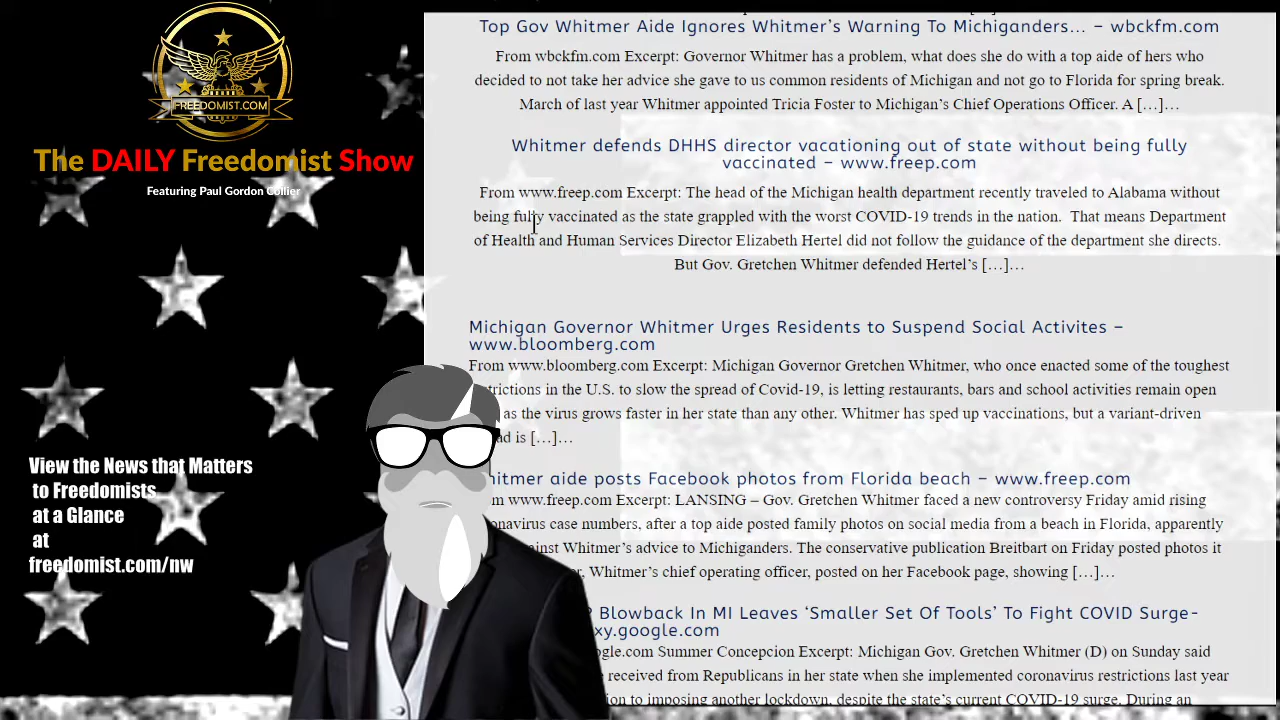 FREEDOMIST.COM
The DAILY Freedomist Show
Featuring Paul Gordon Collier
View the News that Matters
to Freedomists
at a Glance
at
freedomist.com/nw
Top Gov Whitmer Aide Ignores Whitmer's Warning To Michiganders... – wbckfm.com
From wbckfm.com Excerpt: Governor Whitmer has a problem, what does she do with a top aide of hers who
decided to not take her advice she gave to us common residents of Michigan and not go to Florida for spring break.
March of last year Whitmer appointed Tricia Foster to Michigan's Chief Operations Officer. A [...]...
Whitmer defends DHHS director vacationing out of state without being fully
vaccinated – www.freep.com
From www.freep.com Excerpt: The head of the Michigan health department recently traveled to Alabama without
being fully vaccinated as the state grappled with the worst COVID-19 trends in the nation. That means Department
of Health and Human Services Director Elizabeth Hertel did not follow the guidance of the department she directs.
But Gov. Gretchen Whitmer defended Hertel's [...]...
Michigan Governor Whitmer Urges Residents to Suspend Social Activites –
www.bloomberg.com
From www.bloomberg.com Excerpt: Michigan Governor Gretchen Whitmer, who once enacted some of the toughest
in the U.S. to slow the spread of Covid-19, is letting restaurants, bars and school activities remain open
as the virus grows faster in her state than any other. Whitmer has sped up vaccinations, but a variant-driven
is [...]...
aide posts Facebook photos from Florida beach – www.freep.com
www.freep.com Excerpt: LANSING – Gov. Gretchen Whitmer faced a new controversy Friday amid rising
case numbers, after a top aide posted family photos on social media from a beach in Florida, apparently
Whitmer's advice to Michiganders. The conservative publication Breitbart on Friday posted photos it
Whitmer's chief operating officer, posted on her Facebook page, showing [...]...
Blowback In MI Leaves 'Smaller Set Of Tools' To Fight COVID Surge-
Summer Concepcion Excerpt: Michigan Gov. Gretchen Whitmer (D) on Sunday said
received from Republicans in her state when she implemented coronavirus restrictions last year
to imposing another lockdown, despite the state's current COVID-19 surge. During an